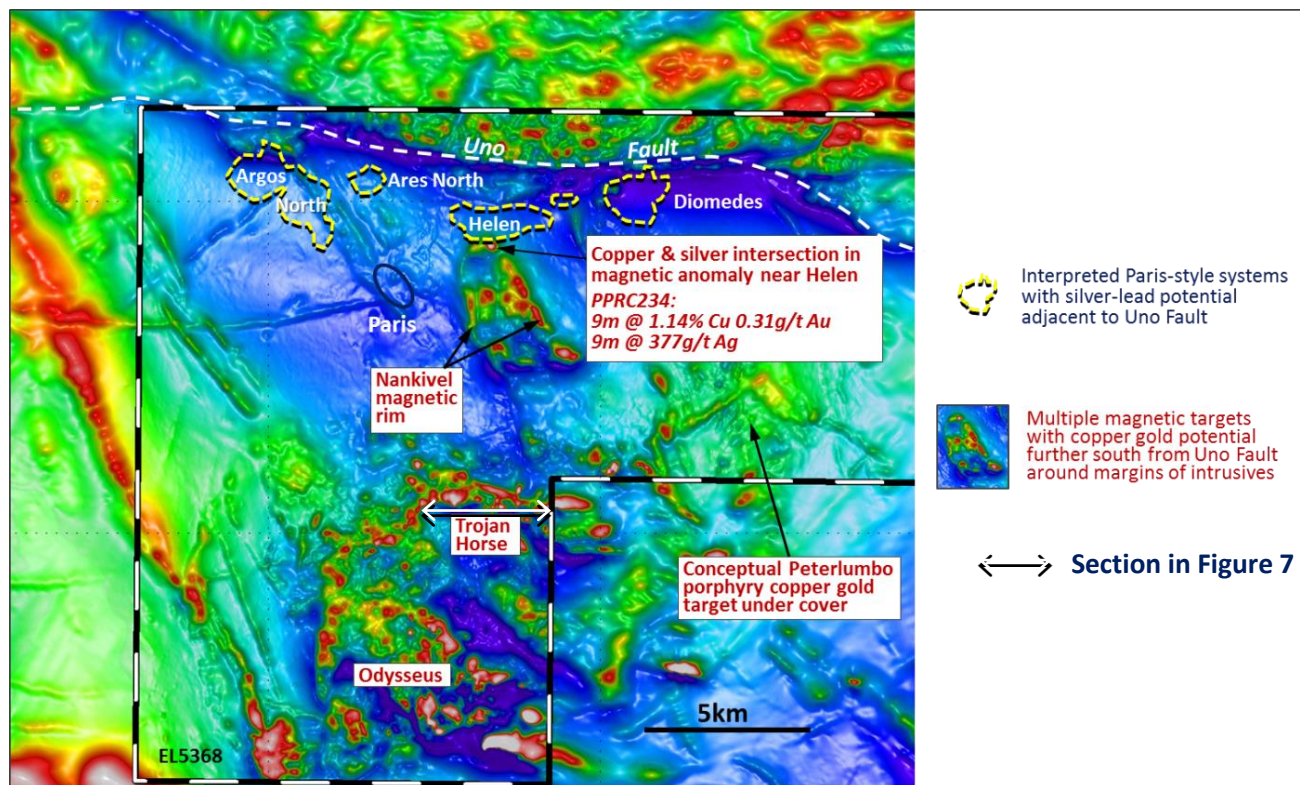 Uno Fault
Argos
North
Ares North
Helen
Diomedes
Copper & silver intersection in
magnetic anomaly near Helen
PPRC234:
9m @ 1.14% Cu 0.31g/t Au
9m @ 377g/t Ag
Paris
Nankivel
magnetic
rim
Trojan
Horse
Conceptual Peterlumbo
porphyry copper gold
target under cover
Odysseus
5km
EL5368
Interpreted Paris-style systems
with silver-lead potential
adjacent to Uno Fault
Multiple magnetic targets
with copper gold potential
further south from Uno Fault
around margins of intrusives
Section in Figure 7